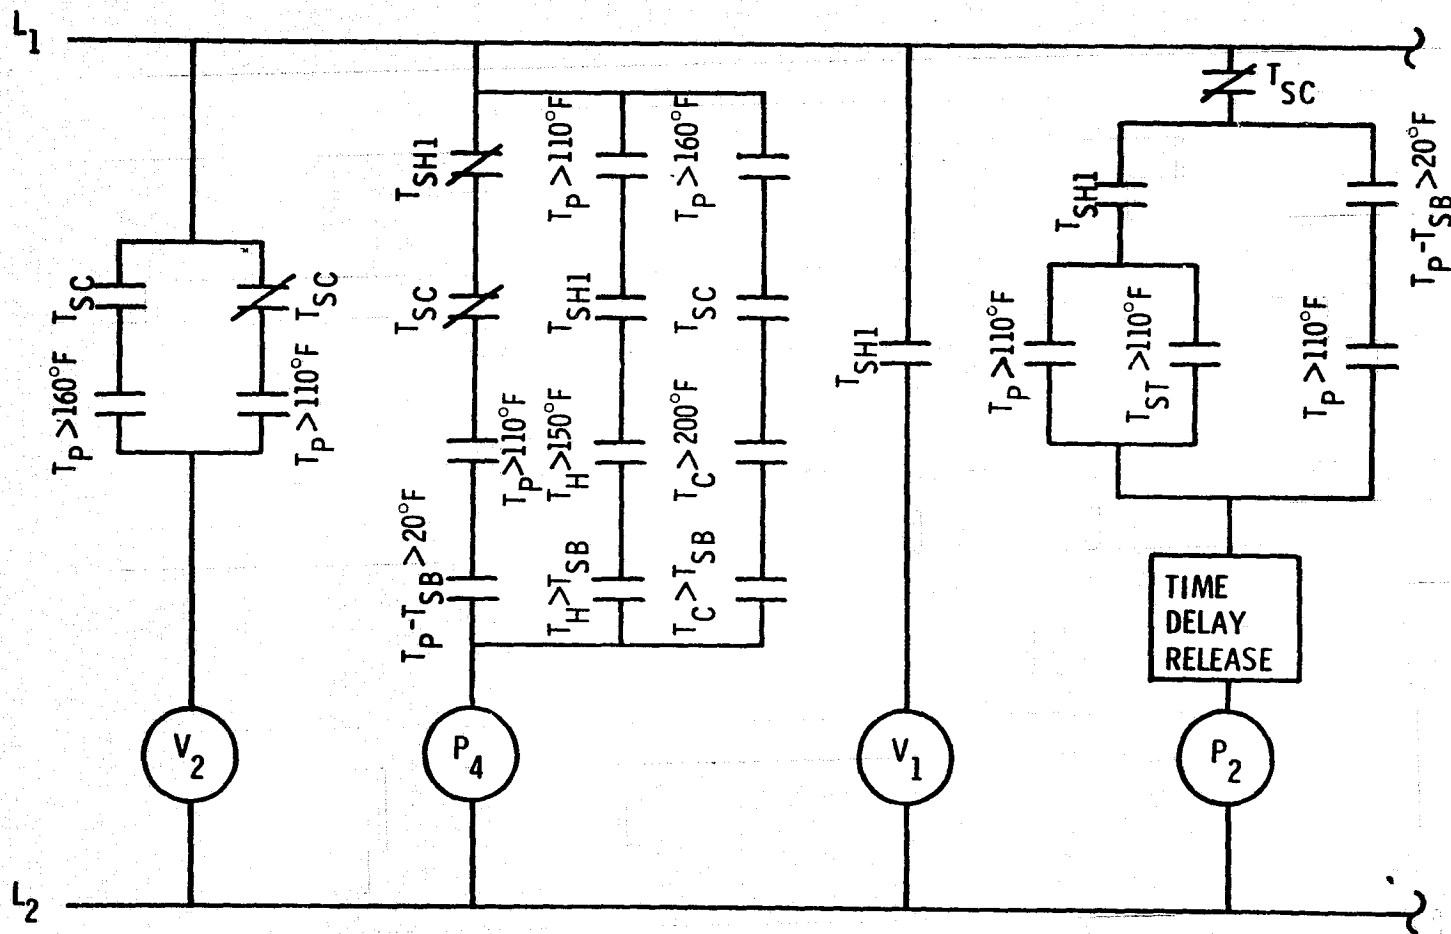 L1
TSC
TP>160°F
TSC
TP>110°F
V2
TSH1
TSC
TP>110°F
TP-TSB>20°F
TP>110°F
TSH1
TH>150°F
TH>TSB
TP>160°F
TSC
TC>200°F
TC>TSB
P4
TSH1
V1
TSC
TSH1
TP>110°F
TST>110°F
TP-TSB>20°F
TP>110°F
TIME
DELAY
RELEASE
P2
L2